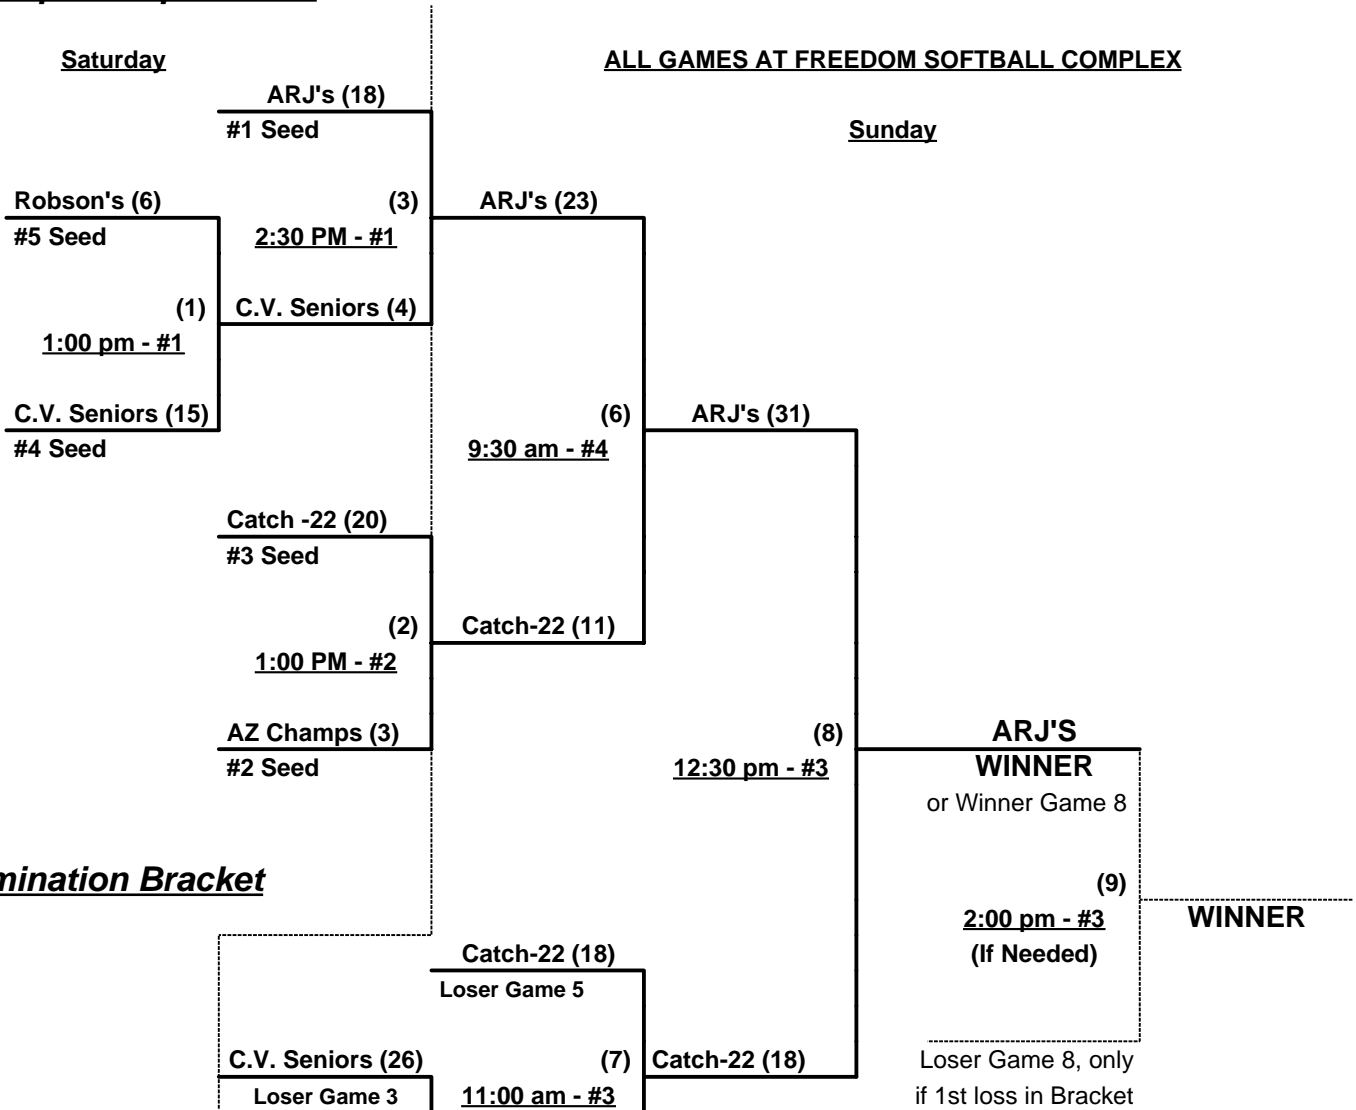 Saturday
ALL GAMES AT FREEDOM SOFTBALL COMPLEX
ARJ's (18)
#1 Seed
Sunday
Robson's (6)
(3)
ARJ's (23)
#5 Seed
2:30 PM - #1
(1)
C.V. Seniors (4)
1:00 pm - #1
C.V. Seniors (15)
(6)
ARJ's (31)
#4 Seed
9:30 am - #4
Catch -22 (20)
#3 Seed
(2)
Catch-22 (11)
1:00 PM - #2
AZ Champs (3)
(8)
ARJ'S
#2 Seed
12:30 pm - #3
WINNER
or Winner Game 8
mination Bracket
(9)
2:00 pm - #3
WINNER
(If Needed)
Catch-22 (18)
Loser Game 5
C.V. Seniors (26)
(7)
Catch-22 (18)
Loser Game 8, only
Loser Game 3
11:00 am - #3
if 1st loss in Bracket